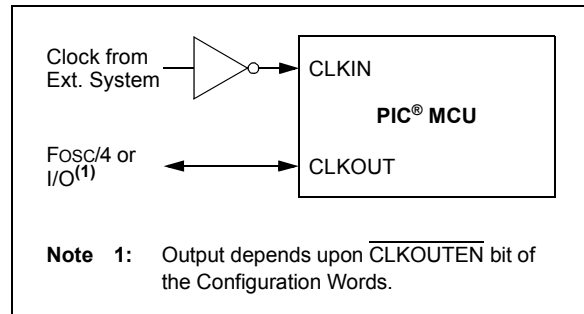 Clock from
Ext. System
CLKIN
PIC® MCU
FOSC/4 or
I/O(1)
CLKOUT
Note 1: Output depends upon CLKOUTEN bit of
the Configuration Words.